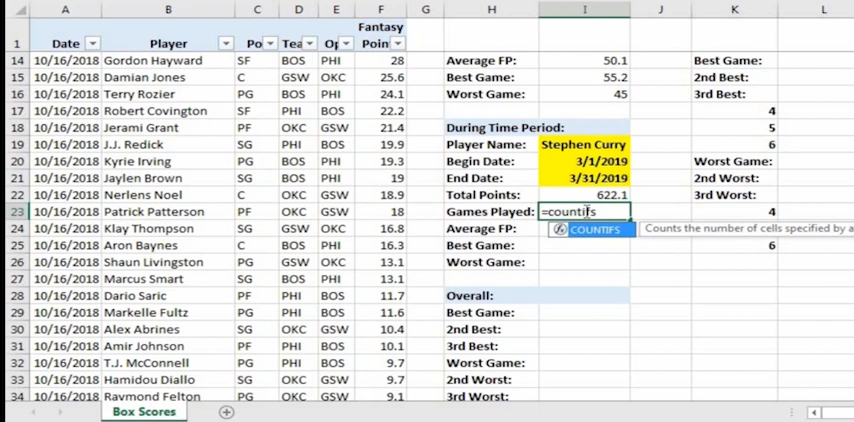 A B C D E F G H I J K L
Fantasy
1 Date Player Po Tea Op Poin
14 10/16/2018 Gordon Hayward SF BOS PHI 28 Average FP: 50.1 Best Game:
15 10/16/2018 Damian Jones C GSW OKC 25.6 Best Game: 55.2 2nd Best:
16 10/16/2018 Terry Rozier PG BOS PHI 24.1 Worst Game: 45 3rd Best:
17 10/16/2018 Robert Covington SF PHI BOS 22.2 4
18 10/16/2018 Jerami Grant PF OKC GSW 21.4 During Time Period: 5
19 10/16/2018 J.J. Redick SG PHI BOS 19.9 Player Name: Stephen Curry 6
20 10/16/2018 Kyrie Irving PG BOS PHI 19.3 Begin Date: 3/1/2019 Worst Game:
21 10/16/2018 Jaylen Brown SG BOS PHI 19 End Date: 3/31/2019 2nd Worst:
22 10/16/2018 Nerlens Noel C OKC GSW 18.9 Total Points: 622.1 3rd Worst:
23 10/16/2018 Patrick Patterson PF OKC GSW 18 Games Played: =countifs 4
24 10/16/2018 Klay Thompson SG GSW OKC 16.8 Average FP: COUNTIFS Counts the number of cells specified by a
25 10/16/2018 Aron Baynes C BOS PHI 16.3 Best Game: 6
26 10/16/2018 Shaun Livingston PG GSW OKC 13.1 Worst Game:
27 10/16/2018 Marcus Smart SG BOS PHI 13.1
28 10/16/2018 Dario Saric PF PHI BOS 11.7 Overall:
29 10/16/2018 Markelle Fultz PG PHI BOS 11.6 Best Game:
30 10/16/2018 Alex Abrines SG OKC GSW 10.4 2nd Best:
31 10/16/2018 Amir Johnson PF PHI BOS 10.1 3rd Best:
32 10/16/2018 T.J. McConnell PG PHI BOS 9.7 Worst Game:
33 10/16/2018 Hamidou Diallo SG OKC GSW 9.7 2nd Worst:
34 10/16/2018 Raymond Felton PG OKC GSW 9.1 3rd Worst:
Box Scores